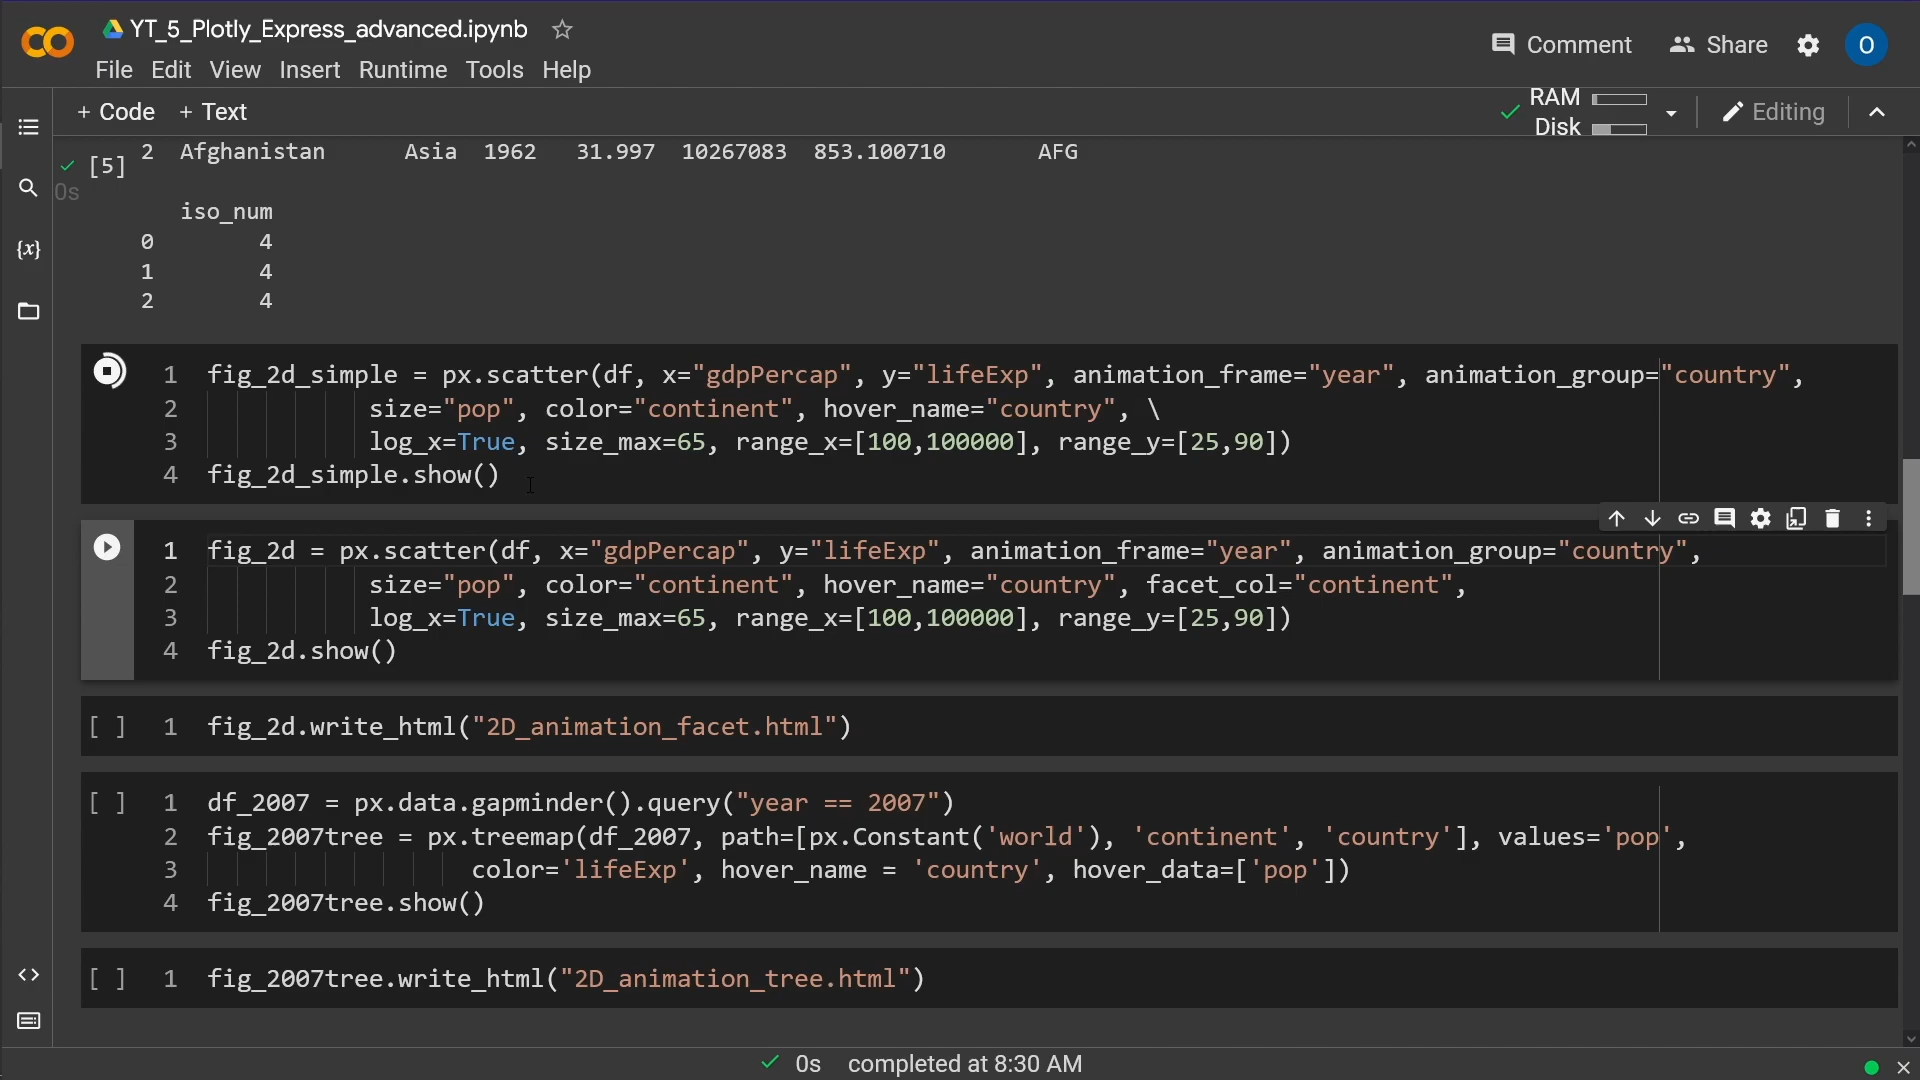 YT_5_Plotly_Express_advanced.ipynb
File Edit View Insert Runtime Tools Help
Comment Share O
+ Code + Text
RAM
Disk
Editing
[5]
0s
2 Afghanistan Asia 1962 31.997 10267083 853.100710 AFG
iso_num
0 4
1 4
2 4
1 fig_2d_simple = px.scatter(df, x="gdpPercap", y="lifeExp", animation_frame="year", animation_group="country",
2 size="pop", color="continent", hover_name="country", \
3 log_x=True, size_max=65, range_x=[100,100000], range_y=[25,90])
4 fig_2d_simple.show()
1 fig_2d = px.scatter(df, x="gdpPercap", y="lifeExp", animation_frame="year", animation_group="country",
2 size="pop", color="continent", hover_name="country", facet_col="continent",
3 log_x=True, size_max=65, range_x=[100,100000], range_y=[25,90])
4 fig_2d.show()
[ ] 1 fig_2d.write_html("2D_animation_facet.html")
[ ] 1 df_2007 = px.data.gapminder().query("year == 2007")
2 fig_2007tree = px.treemap(df_2007, path=[px.Constant('world'), 'continent', 'country'], values='pop',
3 color='lifeExp', hover_name = 'country', hover_data=['pop'])
4 fig_2007tree.show()
[ ] 1 fig_2007tree.write_html("2D_animation_tree.html")
0s completed at 8:30 AM